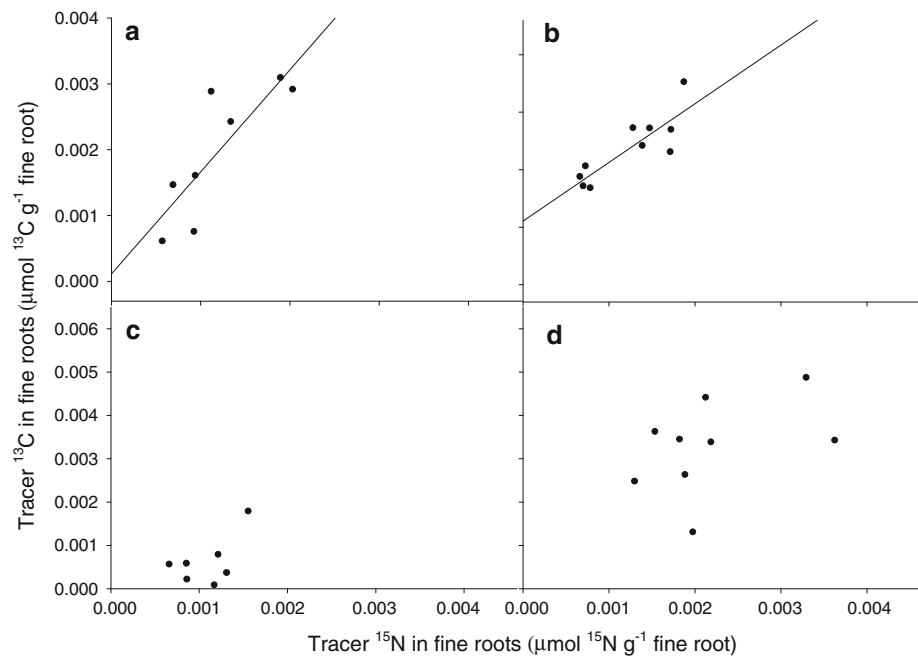 a
b
0.004
0.003
0.002
0.001
0.000
c
d
0.006
0.005
0.004
0.003
0.002
0.001
0.000
0.000 0.001 0.002 0.003 0.004 0.000 0.001 0.002 0.003 0.004
Tracer ¹³C in fine roots (μmol ¹³C g⁻¹ fine root)
Tracer ¹⁵N in fine roots (μmol ¹⁵N g⁻¹ fine root)